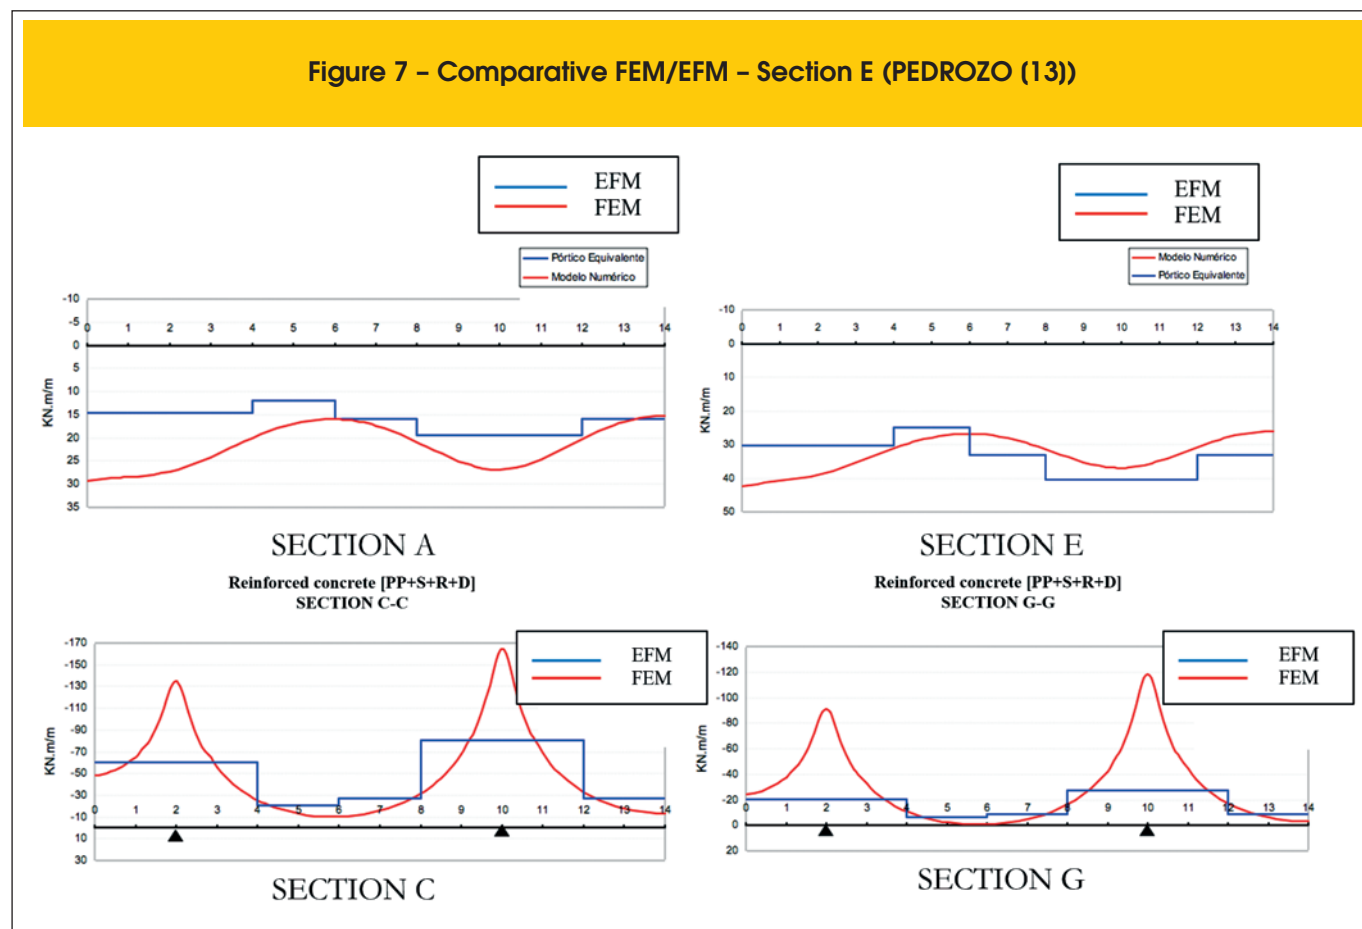 Figure 7 – Comparative FEM/EFM – Section E (PEDROZO (13))
EFM
FEM
Pórtico Equivalente
Modelo Numérico
-10
-5
0
5
10
15
20
25
30
35
KN.m/m
0 1 2 3 4 5 6 7 8 9 10 11 12 13 14
SECTION A
EFM
FEM
Modelo Numérico
Pórtico Equivalente
-10
0
10
20
30
40
50
KN.m/m
0 1 2 3 4 5 6 7 8 9 10 11 12 13 14
SECTION E
Reinforced concrete [PP+S+R+D]
SECTION C-C
EFM
FEM
-170
-150
-130
-110
-90
-70
-50
-30
-10
10
30
KN.m/m
0 1 2 3 4 5 6 7 8 9 10 11 12 13 14
SECTION C
Reinforced concrete [PP+S+R+D]
SECTION G-G
EFM
FEM
-140
-120
-100
-80
-60
-40
-20
0
20
KN.m/m
0 1 2 3 4 5 6 7 8 9 10 11 12 13 14
SECTION G